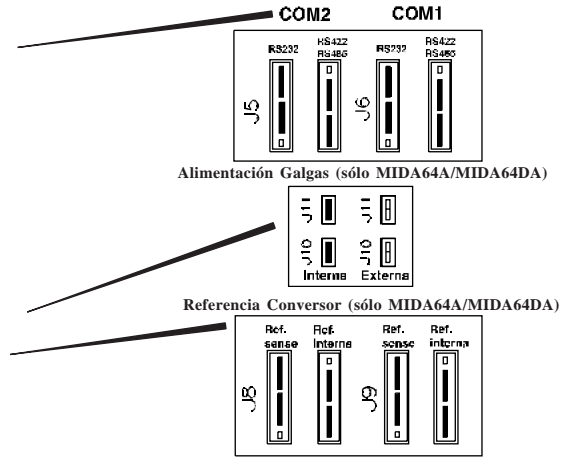 COM2 COM1
RS232 RS422 RS485 RS232 RS422 RS485
J5 J6
Alimentación Galgas (sólo MIDA64A/MIDA64DA)
J11 J11
J10 J10
Interna Externa
Referencia Conversor (sólo MIDA64A/MIDA64DA)
Ref. sense Ref. Interna Ref. sense Ref. interna
J8 J9